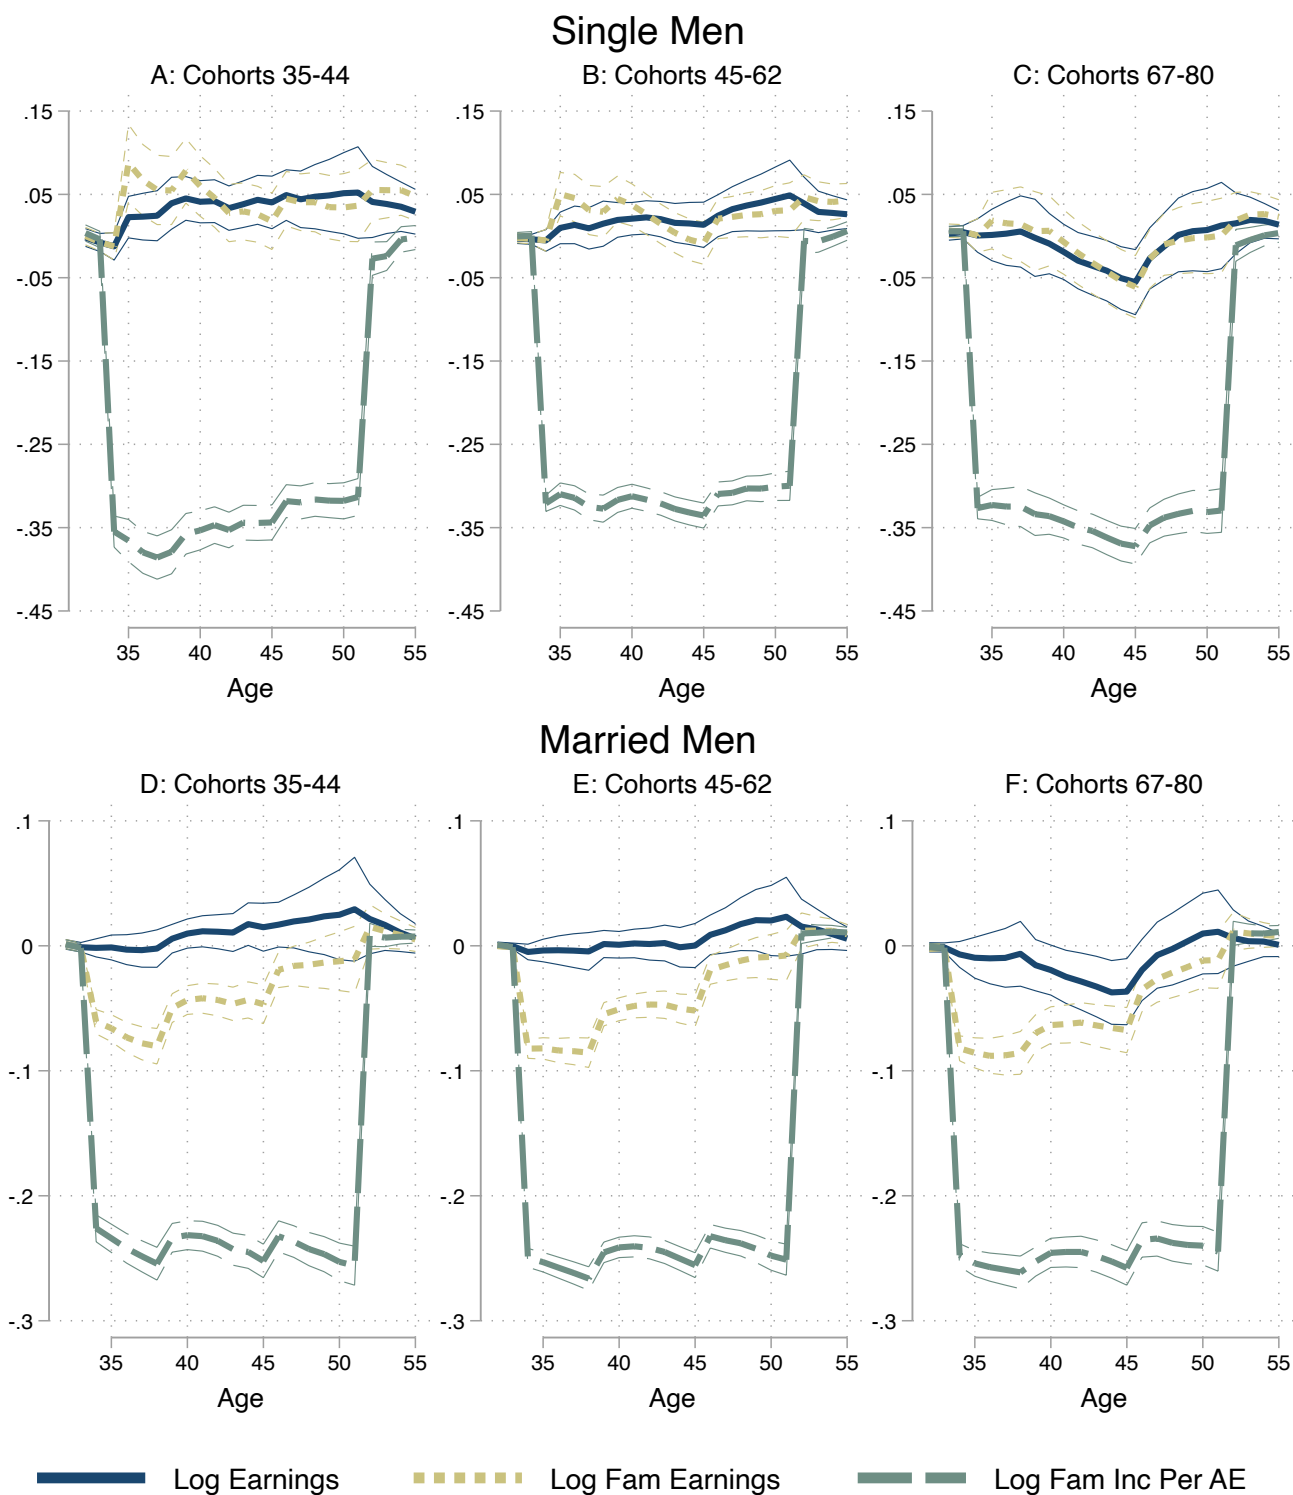 Single Men
A: Cohorts 35-44
B: Cohorts 45-62
C: Cohorts 67-80
.15
.05
-.05
-.15
-.25
-.35
-.45
35 40 45 50 55
Age
.15
.05
-.05
-.15
-.25
-.35
-.45
35 40 45 50 55
Age
.15
.05
-.05
-.15
-.25
-.35
-.45
35 40 45 50 55
Age
Married Men
D: Cohorts 35-44
E: Cohorts 45-62
F: Cohorts 67-80
.1
0
-.1
-.2
-.3
35 40 45 50 55
Age
.1
0
-.1
-.2
-.3
35 40 45 50 55
Age
.1
0
-.1
-.2
-.3
35 40 45 50 55
Age
Log Earnings
Log Fam Earnings
Log Fam Inc Per AE